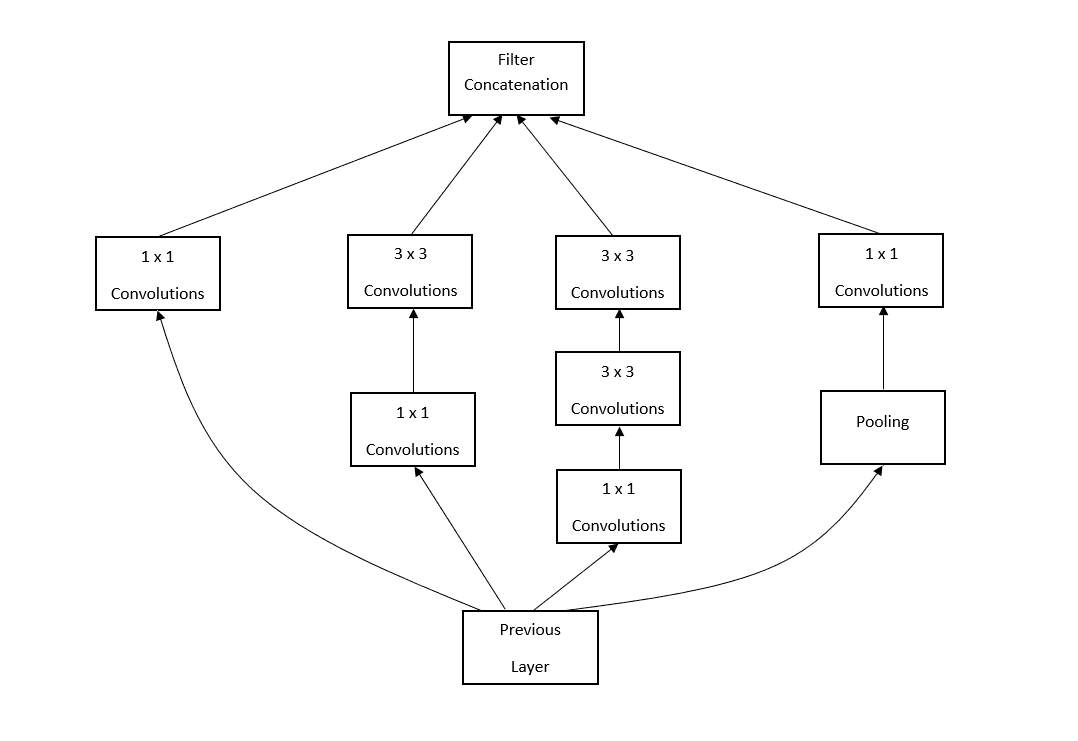 Filter
Concatenation
1 x 1
Convolutions
3 x 3
Convolutions
3 x 3
Convolutions
1 x 1
Convolutions
3 x 3
Convolutions
1 x 1
Convolutions
Pooling
1 x 1
Convolutions
Previous
Layer